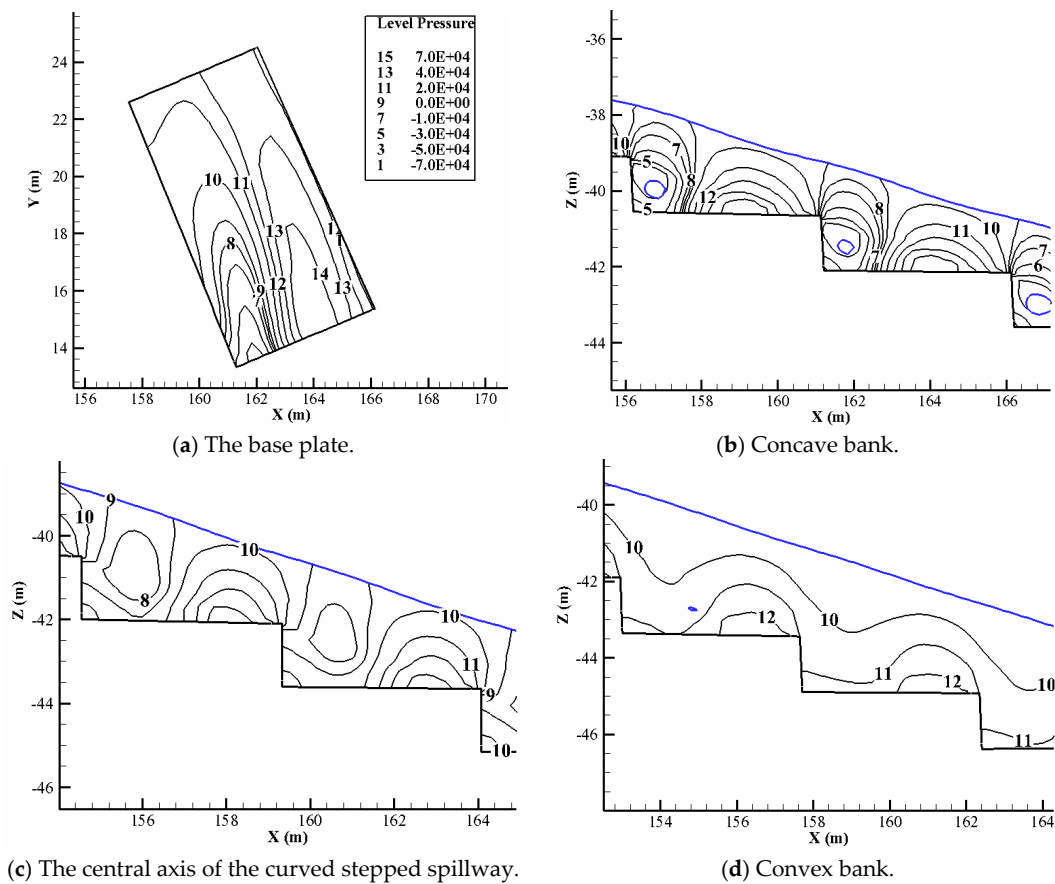 Level Pressure
15 7.0E+04
13 4.0E+04
11 2.0E+04
9 0.0E+00
7 -1.0E+04
5 -3.0E+04
3 -5.0E+04
1 -7.0E+04
24
22
20
18
16
14
Y (m)
10
11
8
13
14
9
12
13
156 158 160 162 164 166 168 170
X (m)
(a) The base plate.
-36
-38
-40
-42
-44
Z (m)
10
7
5
8
12
5
8
7
11
10
7
6
156 158 160 162 164 166
X (m)
(b) Concave bank.
-40
-42
-44
-46
Z (m)
9
10
8
10
10
11
9
10
156 158 160 162 164
X (m)
(c) The central axis of the curved stepped spillway.
-40
-42
-44
-46
Z (m)
10
12
10
11
12
10
11
154 156 158 160 162 164
X (m)
(d) Convex bank.